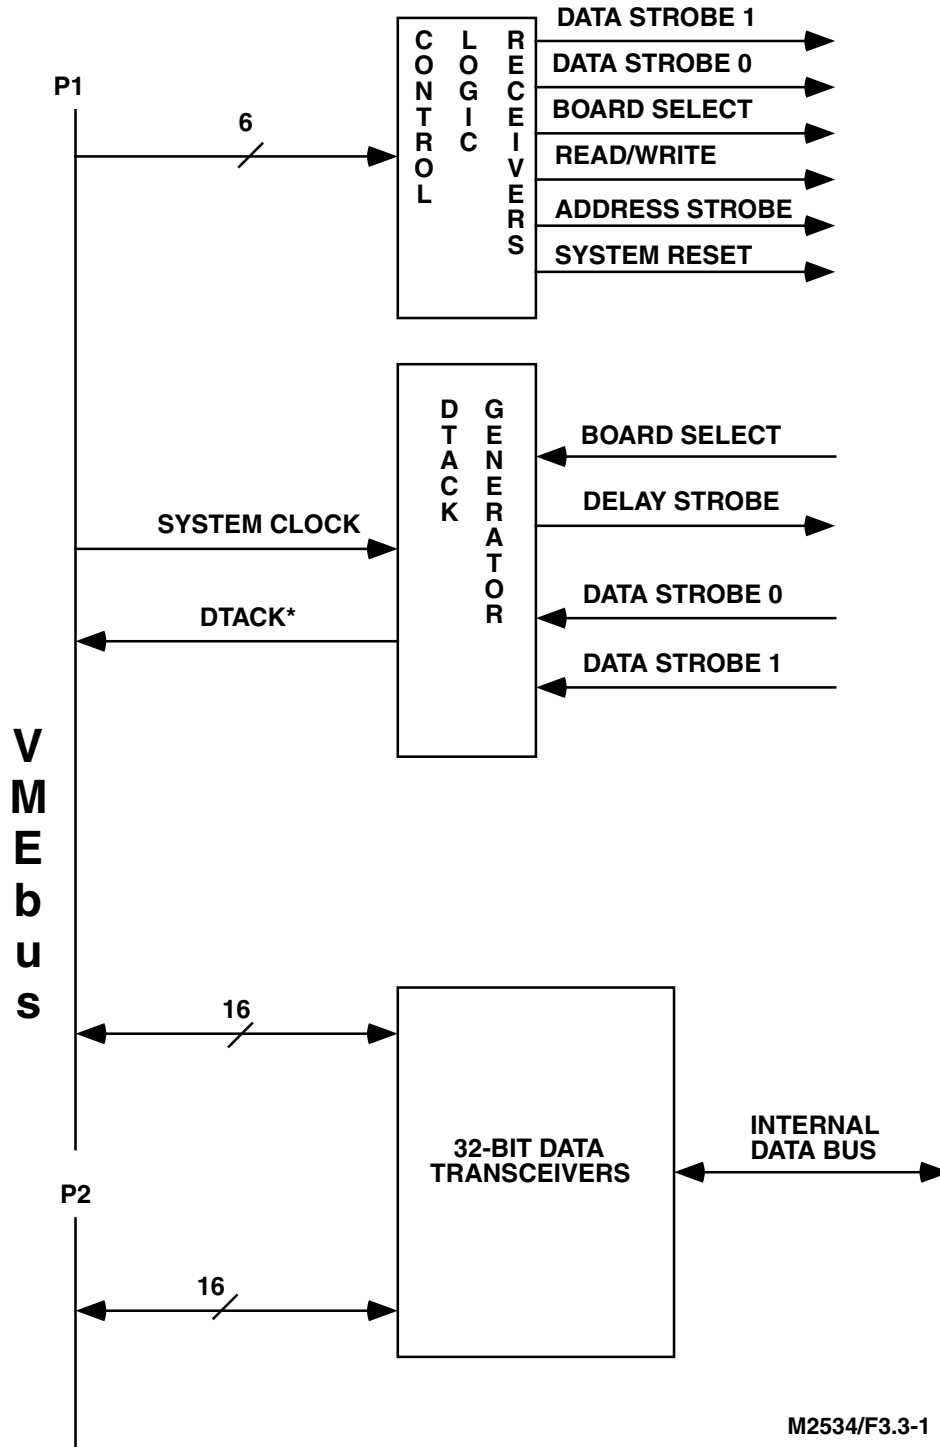 P1
6
CONTROL
LOGIC
RECEIVERS
DATA STROBE 1
DATA STROBE 0
BOARD SELECT
READ/WRITE
ADDRESS STROBE
SYSTEM RESET
DTACK
GENERATOR
SYSTEM CLOCK
DTACK*
BOARD SELECT
DELAY STROBE
DATA STROBE 0
DATA STROBE 1
VMEbus
16
32-BIT DATA
TRANSCEIVERS
INTERNAL
DATA BUS
P2
16
M2534/F3.3-1